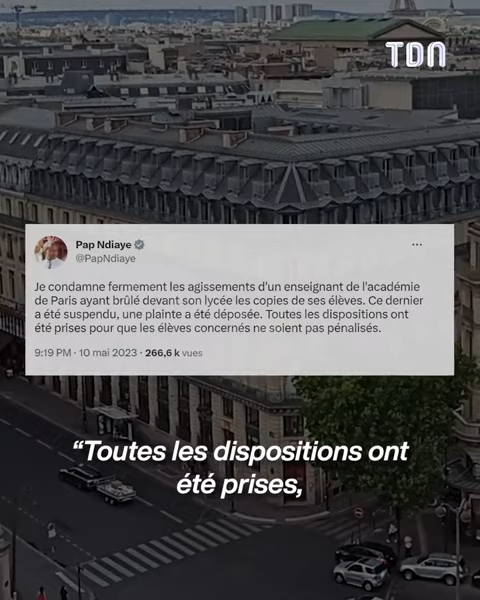 TDN
Pap Ndiaye
@PapNdiaye
Je condamne fermement les agissements d'un enseignant de l'académie
de Paris ayant brûlé devant son lycée les copies de ses élèves. Ce dernier
a été suspendu, une plainte a été déposée. Toutes les dispositions ont
été prises pour que les élèves concernés ne soient pas pénalisés.
9:19 PM · 10 mai 2023 · 266,6 k vues
“Toutes les dispositions ont
été prises,